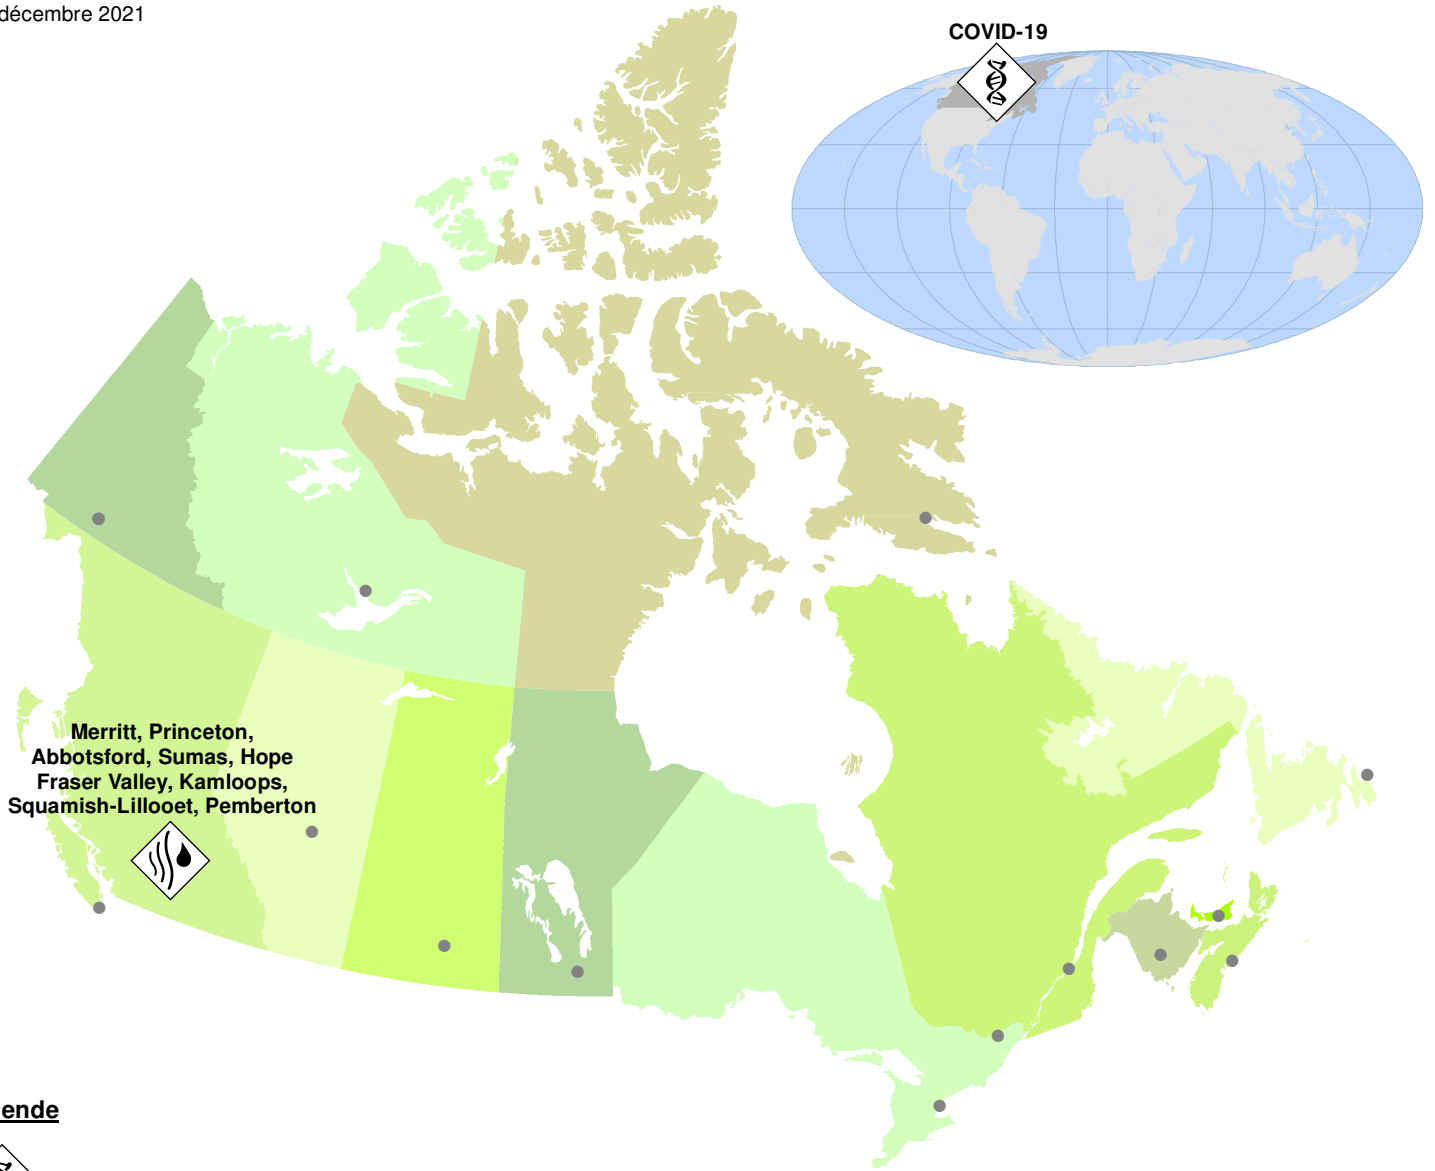 décembre 2021
COVID-19
Merritt, Princeton,
Abbotsford, Sumas, Hope
Fraser Valley, Kamloops,
Squamish-Lillooet, Pemberton
ende